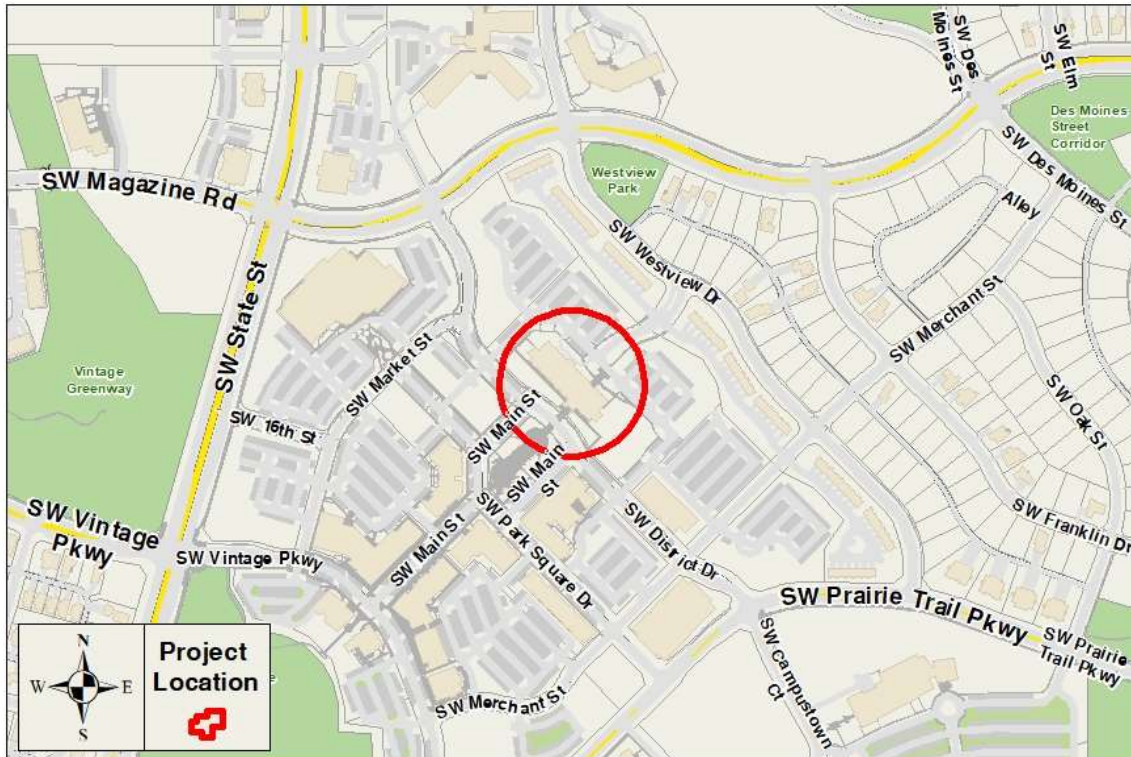 SW Des
Moines St
SW Elm
St
Des Moines
Street
Corridor
SW Magazine Rd
Westview
Park
SW Des Moines St
Alley
SW State St
SW Westview Dr
SW Merchant St
Vintage
Greenway
SW Market St
SW 16th St
SW Main St
SW Main
St
SW Oak St
SW Vintage
Pkwy
SW Vintage Pkwy
SW Main St
SW Park Square Dr
SW District Dr
SW Franklin Dr
SW Prairie Trail Pkwy
SW Prairie
Trail Pkwy
SW Campustown
Ct
SW Merchant St
N
W
E
S
Project
Location